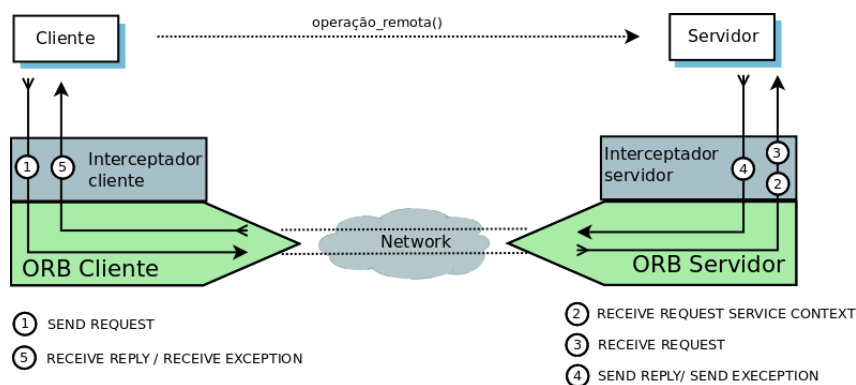 operação_remota()
Cliente
Servidor
Interceptador
cliente
1
5
Interceptador
servidor
4
3
2
Network
ORB Cliente
ORB Servidor
1 SEND REQUEST
5 RECEIVE REPLY / RECEIVE EXCEPTION
2 RECEIVE REQUEST SERVICE CONTEXT
3 RECEIVE REQUEST
4 SEND REPLY/ SEND EXECEPTION